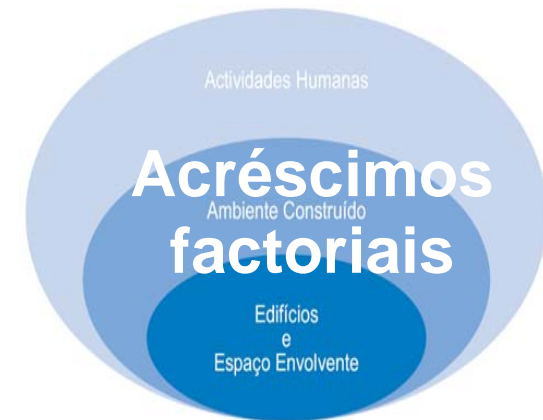 Actividades Humanas
Acréscimos
Ambiente Construído
factoriais
Edifícios
e
Espaço Envolvente